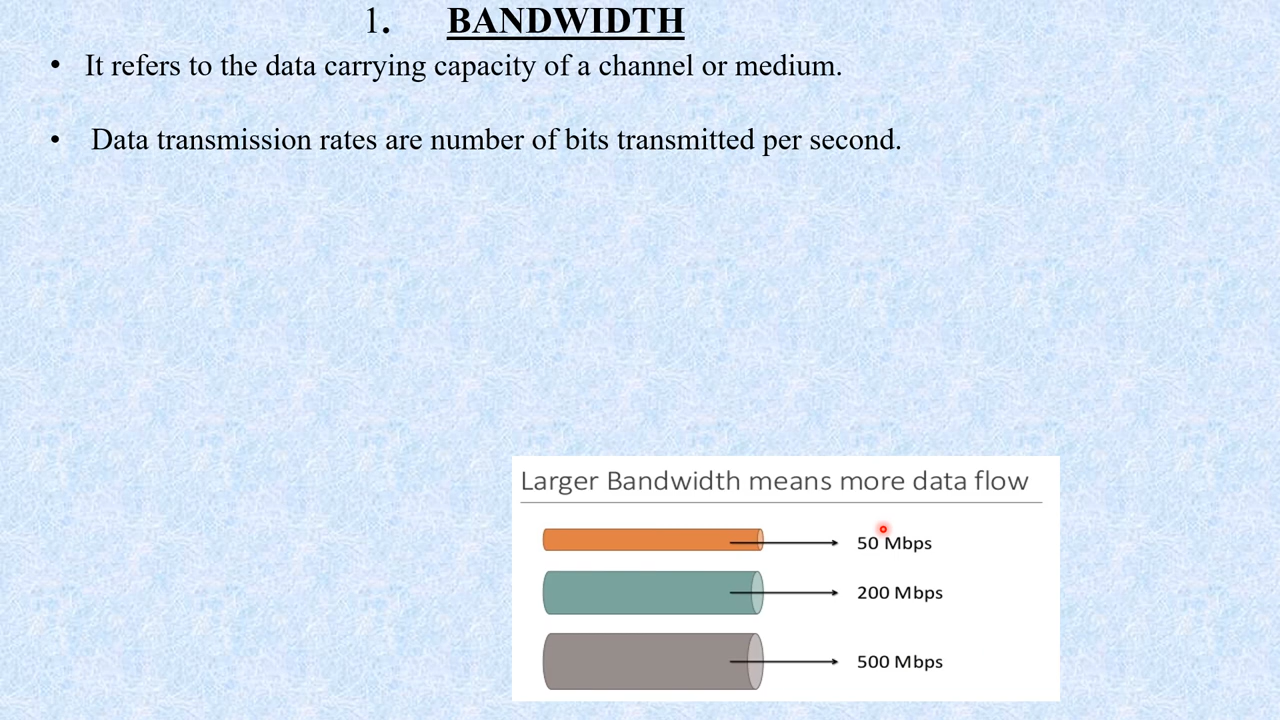 1. BANDWIDTH
• It refers to the data carrying capacity of a channel or medium.
• Data transmission rates are number of bits transmitted per second.
Larger Bandwidth means more data flow
50 Mbps
200 Mbps
500 Mbps